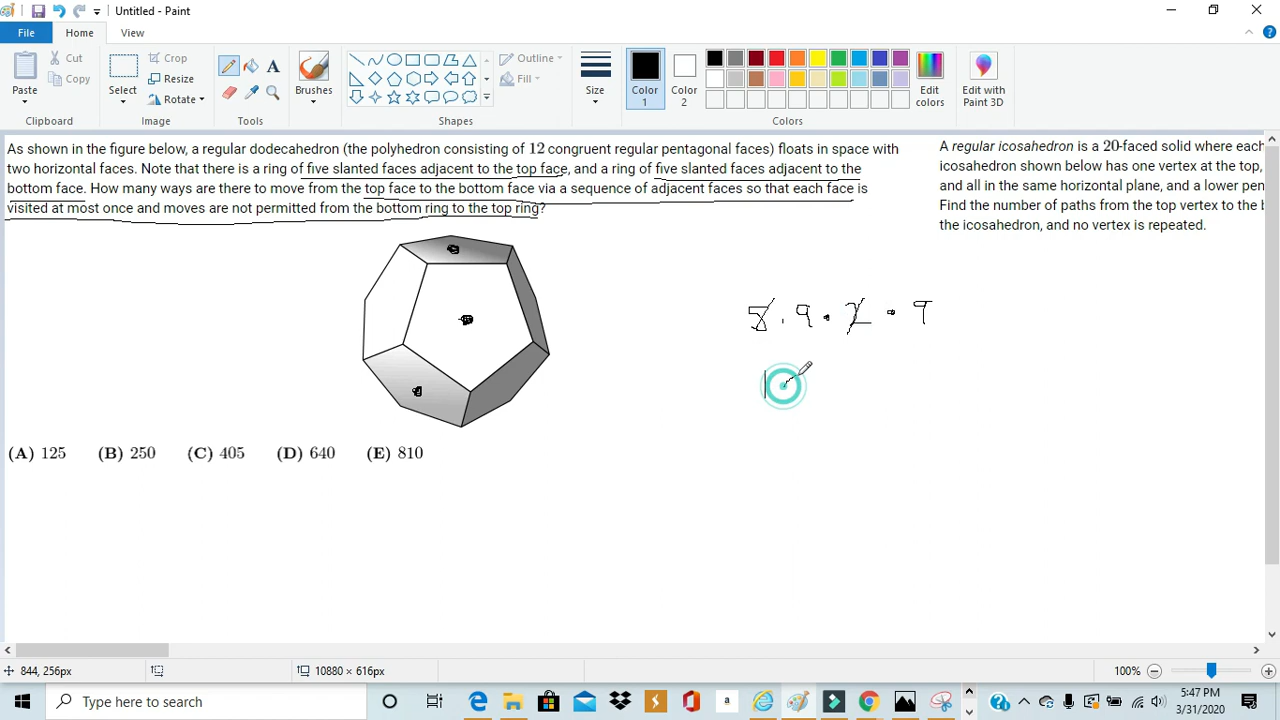 Untitled - Paint
File Home View
Paste Cut Copy Clipboard
Select Crop Resize Rotate Image
Tools
Brushes
Outline Fill Shapes
Size
Color 1 Color 2 Edit colors Colors
Edit with Paint 3D
As shown in the figure below, a regular dodecahedron (the polyhedron consisting of 12 congruent regular pentagonal faces) floats in space with
two horizontal faces. Note that there is a ring of five slanted faces adjacent to the top face, and a ring of five slanted faces adjacent to the
bottom face. How many ways are there to move from the top face to the bottom face via a sequence of adjacent faces so that each face is
visited at most once and moves are not permitted from the bottom ring to the top ring?
A regular icosahedron is a 20-faced solid where each
icosahedron shown below has one vertex at the top,
and all in the same horizontal plane, and a lower pen
Find the number of paths from the top vertex to the b
the icosahedron, and no vertex is repeated.
5 . 9 · 2 · 9
(A) 125 (B) 250 (C) 405 (D) 640 (E) 810
844, 256px 10880 × 616px 100%
Type here to search
a
5:47 PM
3/31/2020